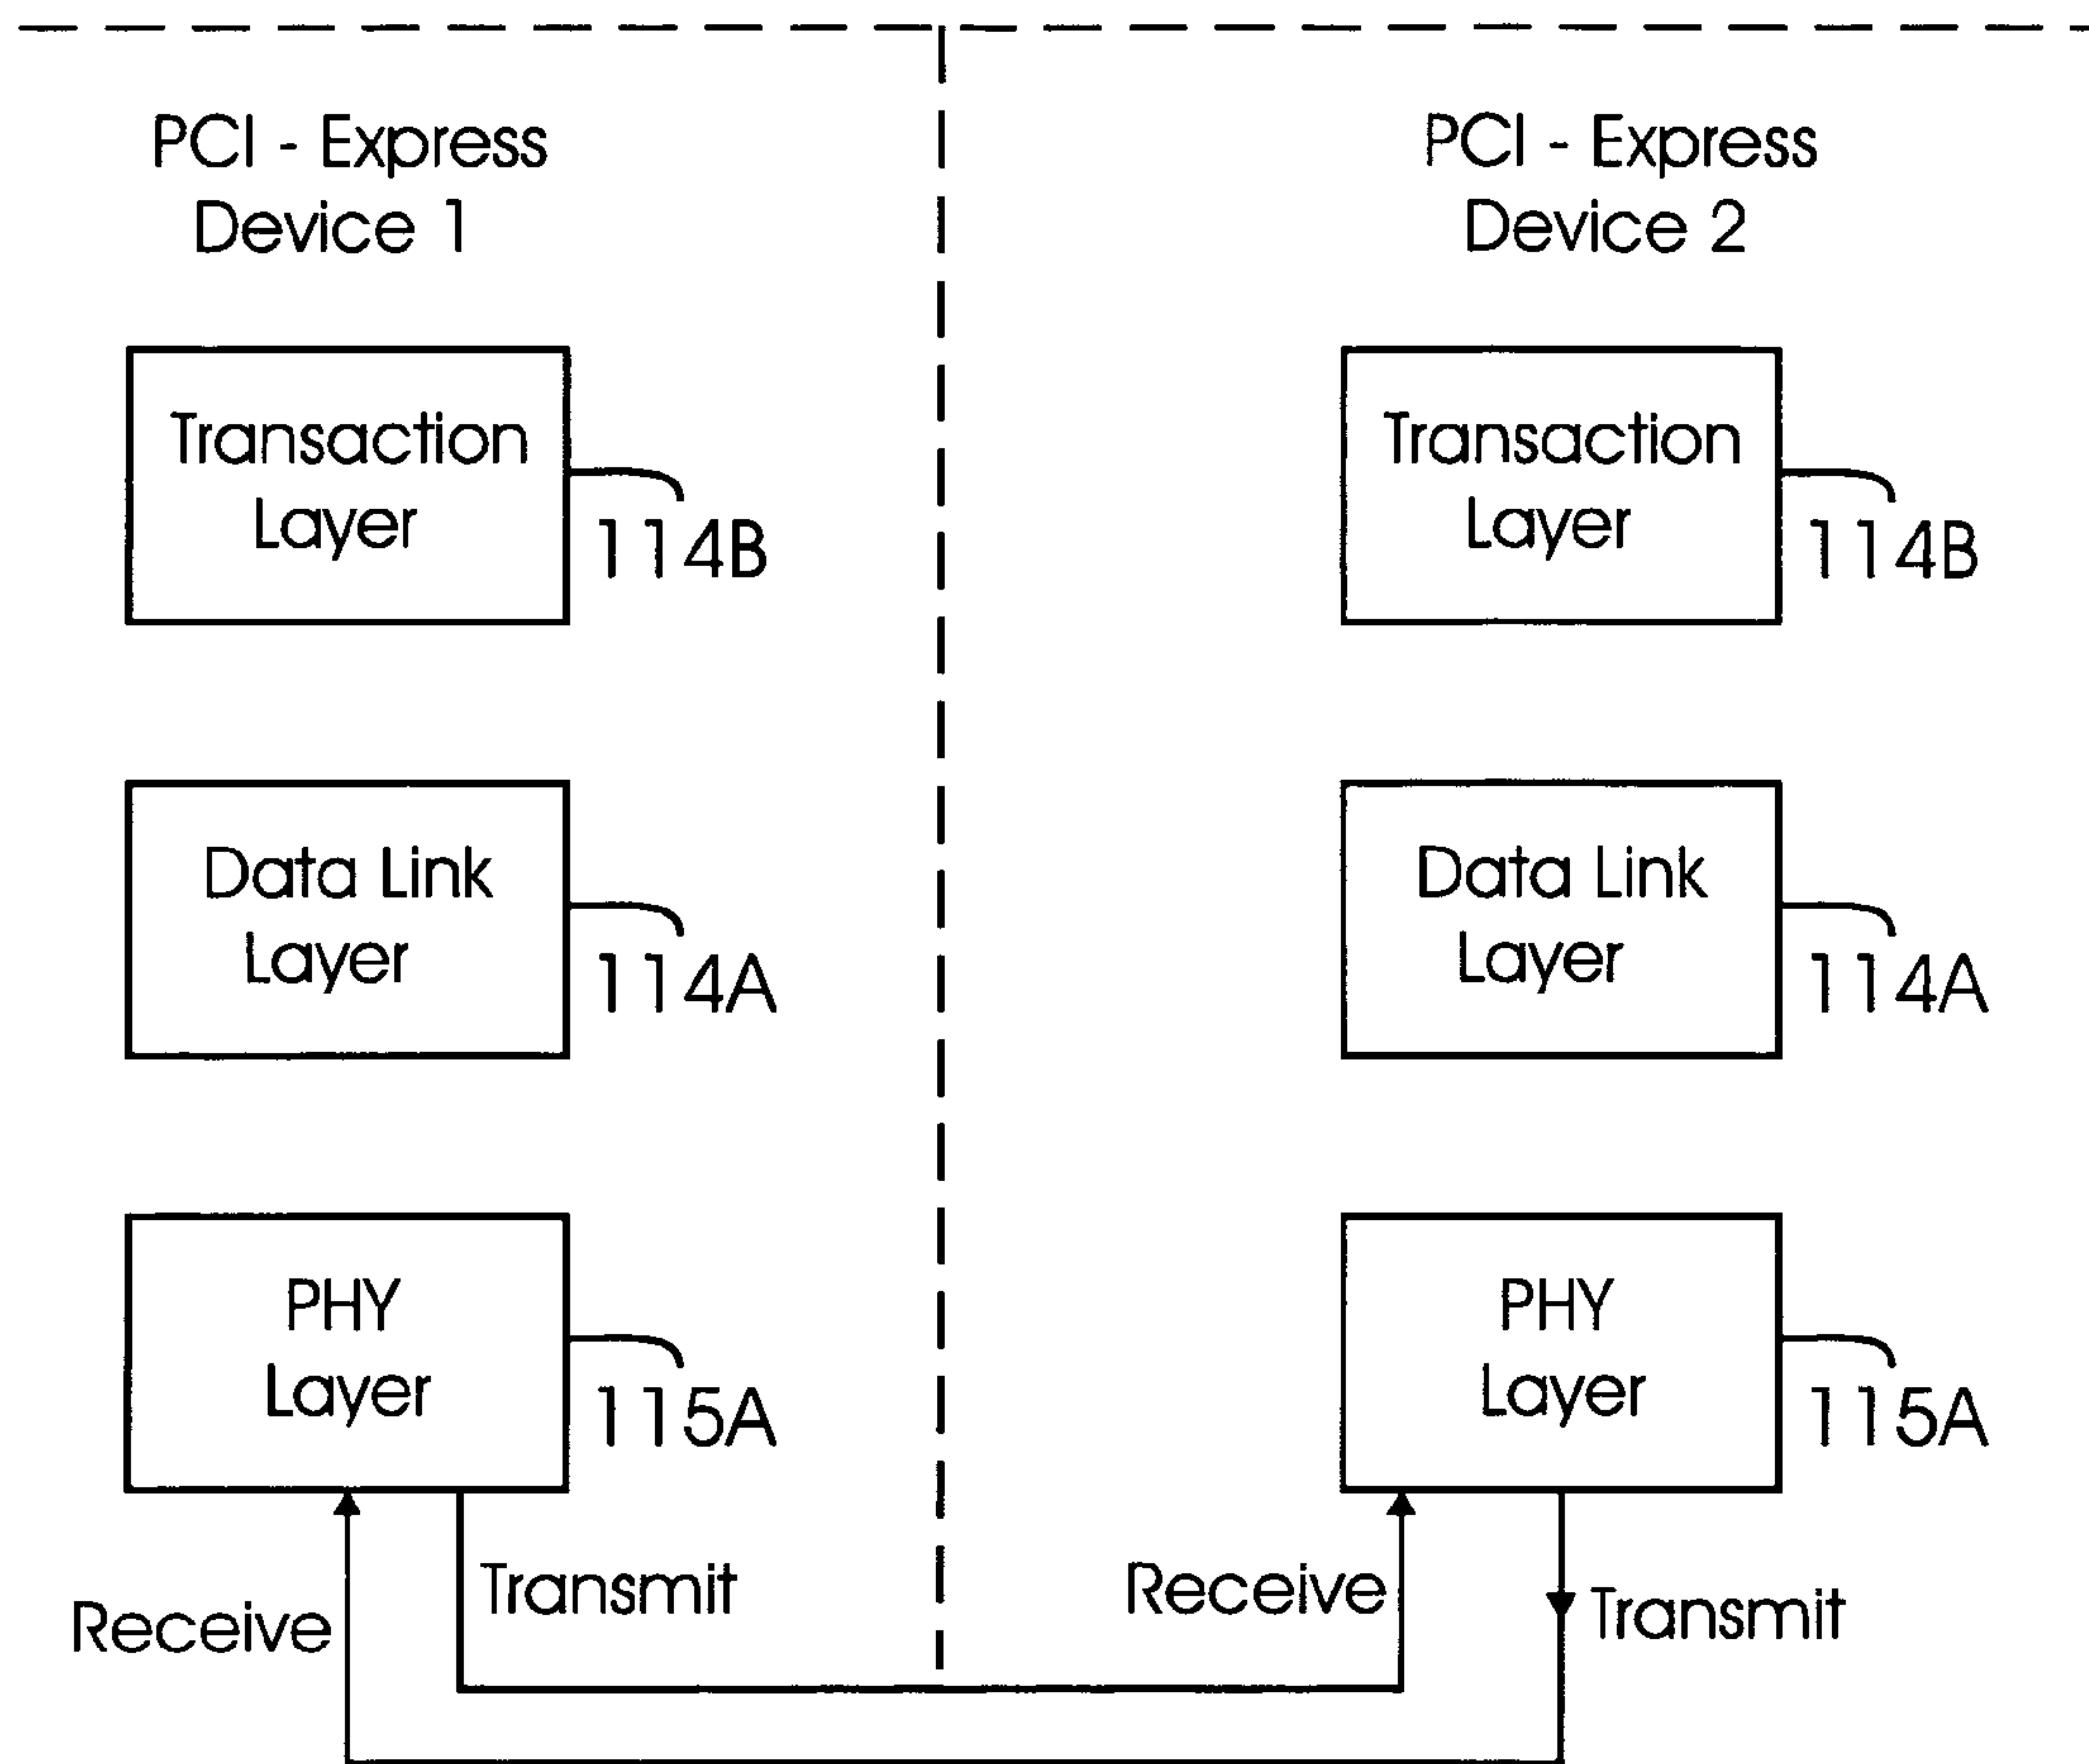 PCI - Express
Device 1
Transaction
Layer
114B
Data Link
Layer
114A
PHY
Layer
115A
Receive
Transmit
PCI - Express
Device 2
Transaction
Layer
114B
Data Link
Layer
114A
PHY
Layer
115A
Receive
Transmit